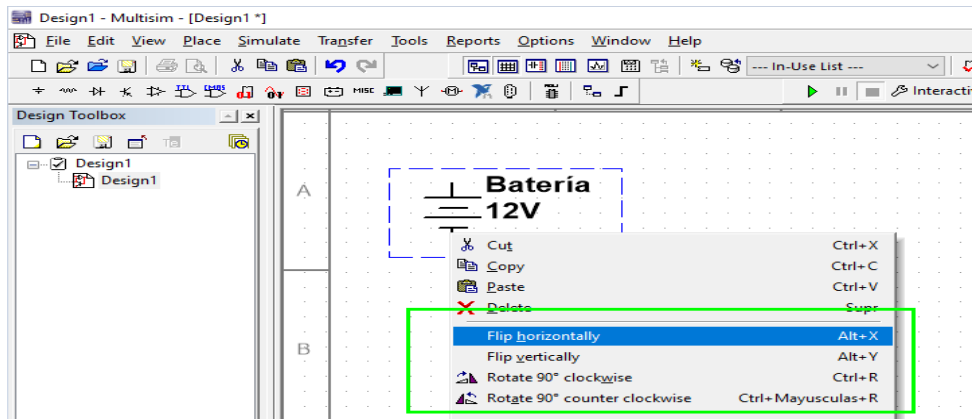 Design1 - Multisim - [Design1 *]
File Edit View Place Simulate Transfer Tools Reports Options Window Help
--- In-Use List ---
MISC Interacti
Design Toolbox
Design1
Design1
A
Batería
12V
Cut Ctrl+X
Copy Ctrl+C
Paste Ctrl+V
Delete Supr
Flip horizontally Alt+X
B
Flip vertically Alt+Y
Rotate 90° clockwise Ctrl+R
Rotate 90° counter clockwise Ctrl+Mayusculas+R